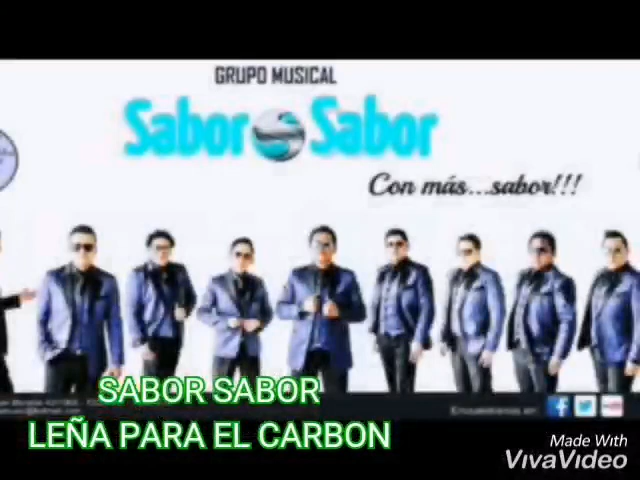 GRUPO MUSICAL
Sabor Sabor
Con más...sabor!!!
SABOR SABOR
LEÑA PARA EL CARBON
Made With
VivaVideo